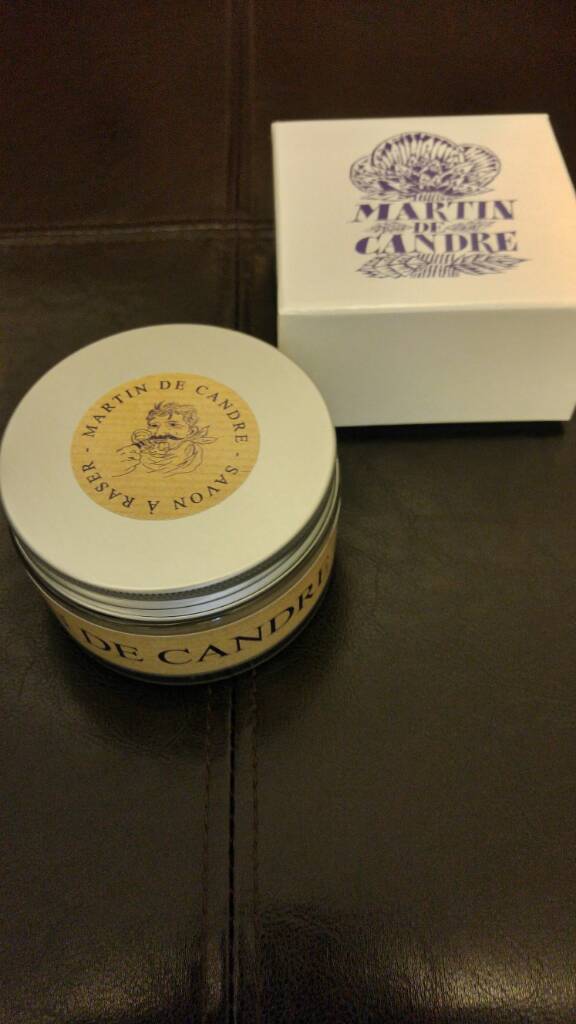 MARTIN
DE
CANDRE
MARTIN DE CANDRE - SAVON À RASER -
DE CANDRE